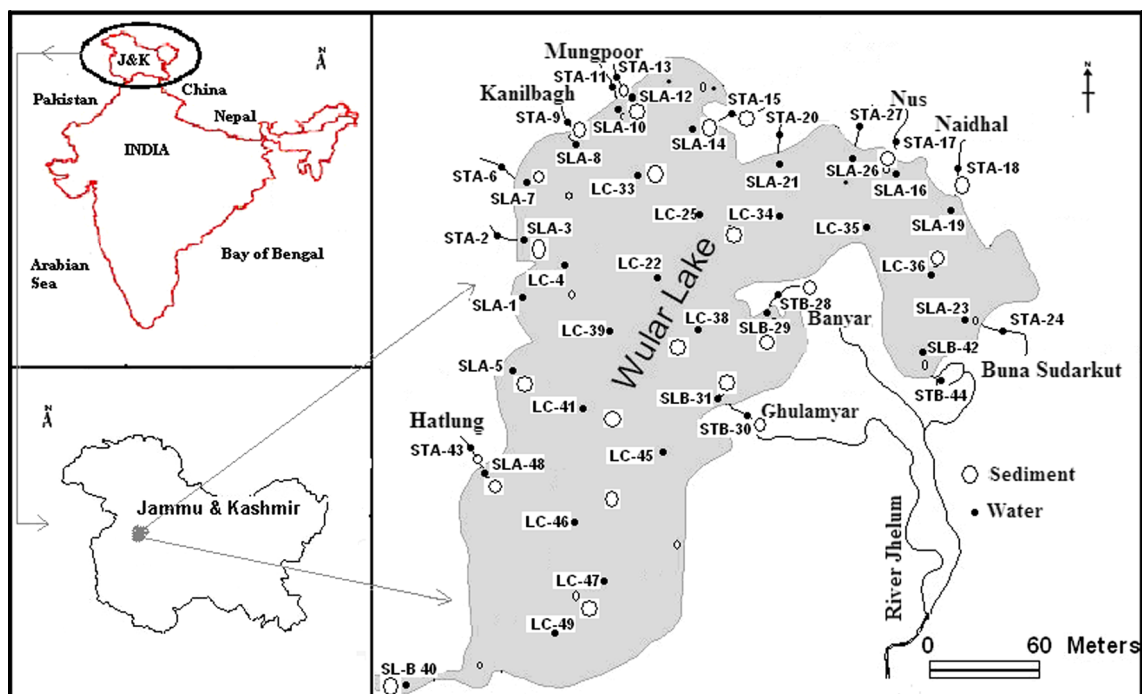 N
J&K
Pakistan
China
Nepal
INDIA
Arabian
Sea
Bay of Bengal
N
Jammu & Kashmir
N
Mungpoor
STA-13
STA-11
SLA-12
Kanilbagh
STA-9
SLA-10
STA-15
SLA-8
SLA-14
STA-20
STA-27
Nus
STA-17
Naidhal
STA-18
STA-6
SLA-7
LC-33
SLA-21
SLA-26
SLA-16
SLA-19
STA-2
SLA-3
LC-25
LC-34
LC-35
LC-4
LC-22
LC-36
SLA-1
Wular Lake
STB-28
SLB-29
Banyar
LC-39
LC-38
SLA-23
STA-24
SLB-42
Buna Sudarkut
STB-44
SLA-5
LC-41
SLB-31
Ghulamyar
STB-30
Hatlung
STA-43
SLA-48
LC-45
Sediment
Water
LC-46
LC-47
LC-49
River Jhelum
SL-B 40
0 60 Meters